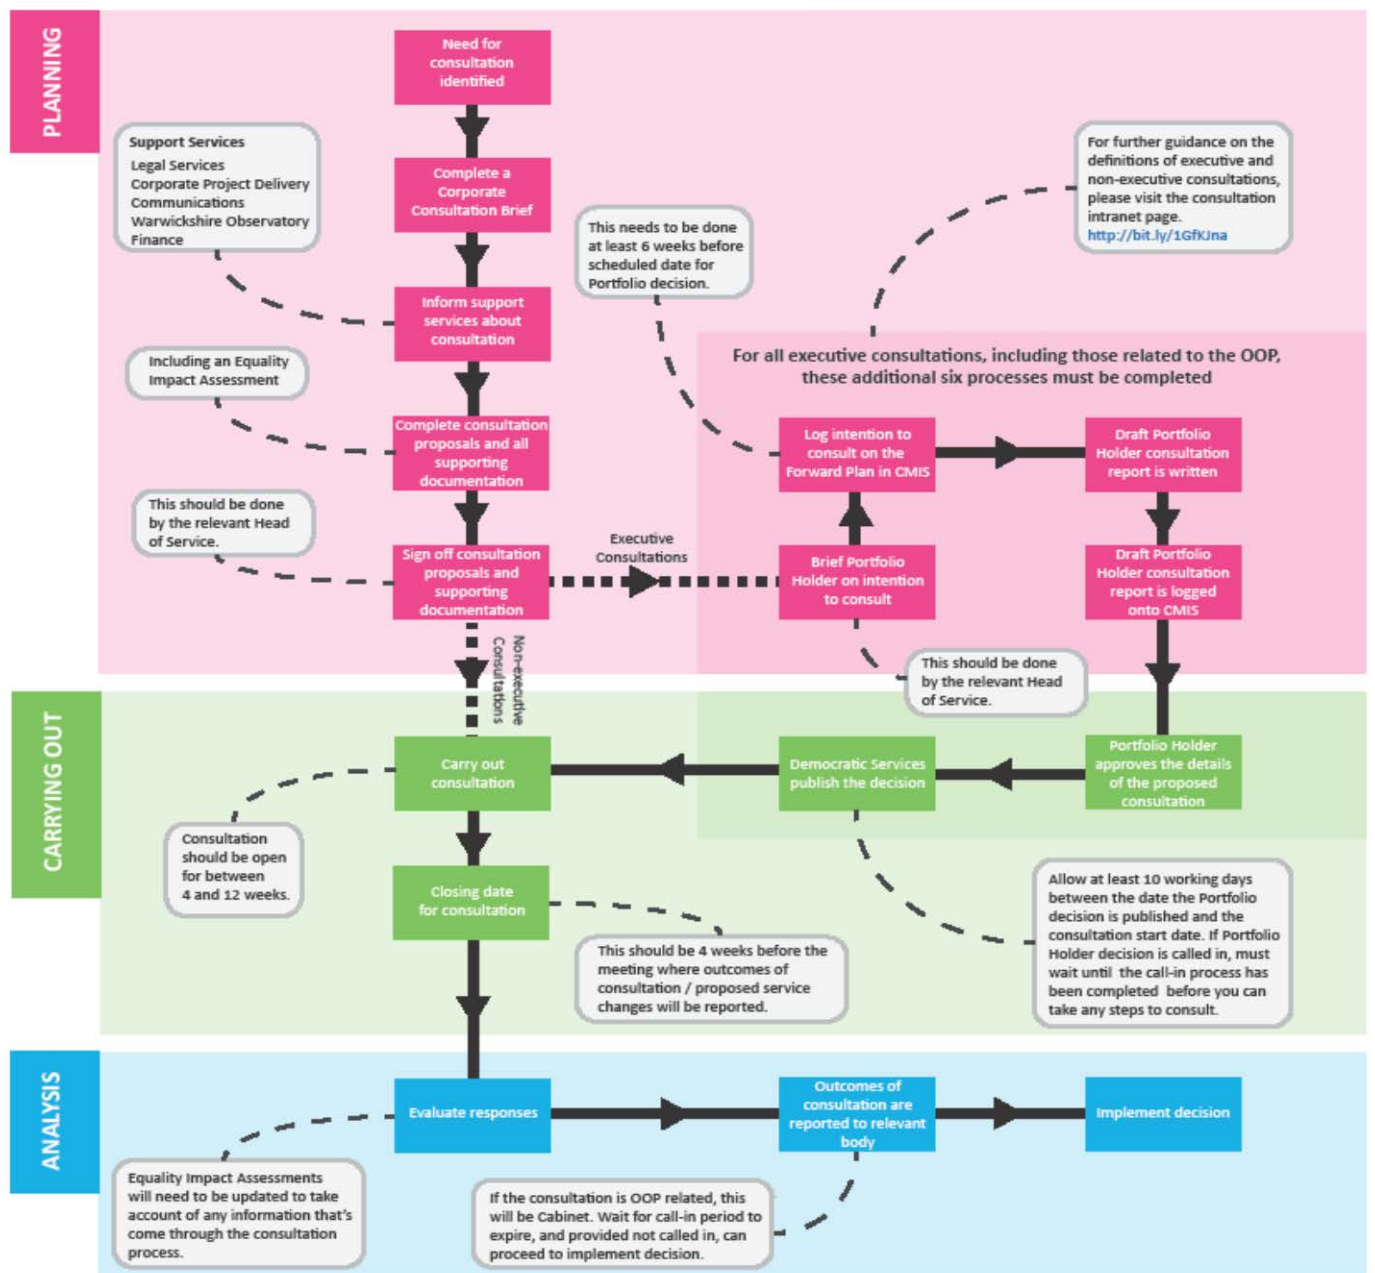 PLANNING
Need for
consultation
identified
Support Services
Legal Services
Corporate Project Delivery
Communications
Warwickshire Observatory
Finance
Complete a
Corporate
Consultation Brief
For further guidance on the
definitions of executive and
non-executive consultations,
please visit the consultation
intranet page.
http://bit.ly/1GfKJna
This needs to be done
at least 6 weeks before
scheduled date for
Portfolio decision.
Inform support
services about
consultation
Including an Equality
Impact Assessment
For all executive consultations, including those related to the OOP,
these additional six processes must be completed
Complete consultation
proposals and all
supporting
documentation
Log intention to
consult on the
Forward Plan in CMIS
Draft Portfolio
Holder consultation
report is written
This should be done
by the relevant Head
of Service.
Sign off consultation
proposals and
supporting
documentation
Executive
Consultations
Brief Portfolio
Holder on intention
to consult
Draft Portfolio
Holder consultation
report is logged
onto CMIS
Non-executive
Consultations
This should be done
by the relevant Head
of Service.
CARRYING OUT
Carry out
consultation
Democratic Services
publish the decision
Portfolio Holder
approves the details
of the proposed
consultation
Consultation
should be open
for between
4 and 12 weeks.
Closing date
for consultation
Allow at least 10 working days
between the date the Portfolio
decision is published and the
consultation start date. If Portfolio
Holder decision is called in, must
wait until the call-in process has
been completed before you can
take any steps to consult.
This should be 4 weeks before the
meeting where outcomes of
consultation / proposed service
changes will be reported.
ANALYSIS
Evaluate responses
Outcomes of
consultation are
reported to relevant
body
Implement decision
Equality Impact Assessments
will need to be updated to take
account of any information that's
come through the consultation
process.
If the consultation is OOP related, this
will be Cabinet. Wait for call-in period to
expire, and provided not called in, can
proceed to implement decision.